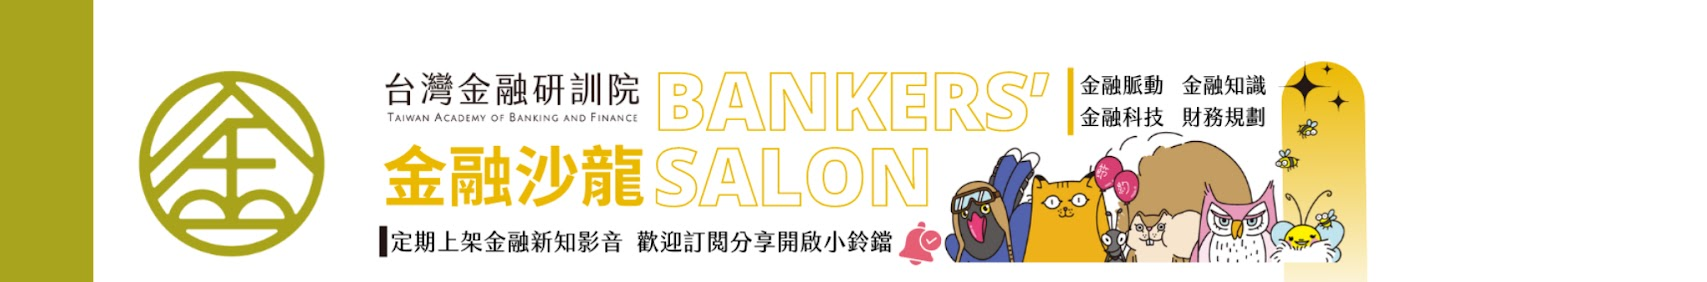 台灣金融研訓院
TAIWAN ACADEMY OF BANKING AND FINANCE
金融沙龍
BANKERS'
SALON
定期上架金融新知影音 歡迎訂閱分享開啟小鈴鐺
金融脈動 金融知識
金融科技 財務規劃
節 約